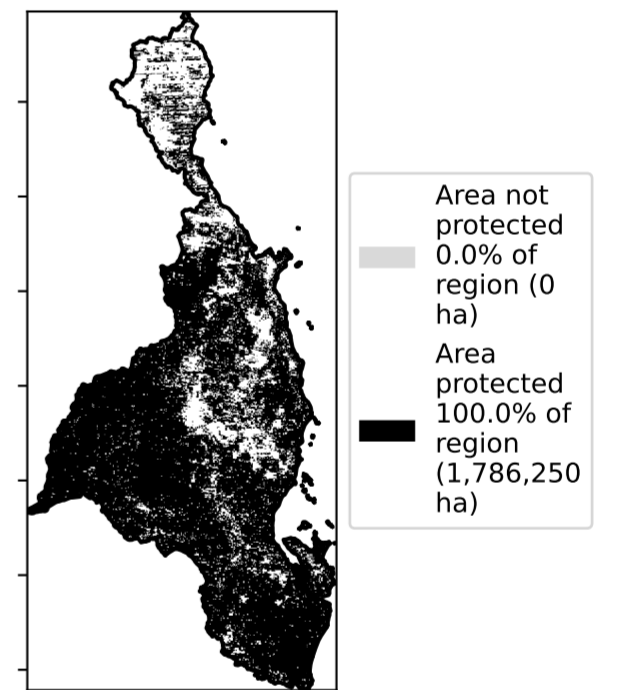 Area not
protected
0.0% of
region (0
ha)
Area
protected
100.0% of
region
(1,786,250
ha)